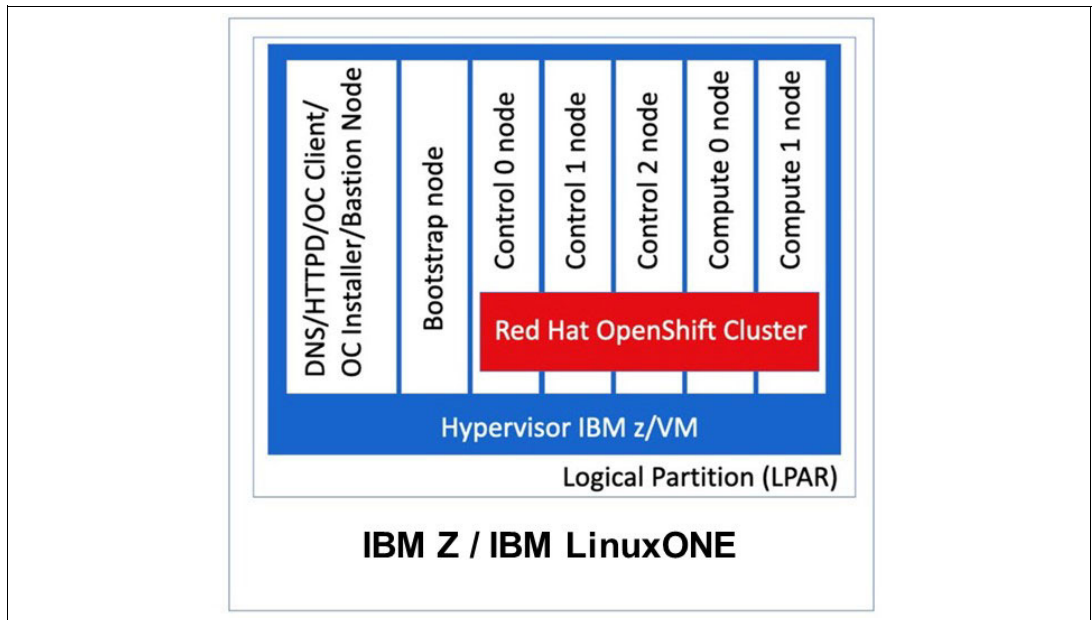 DNS/HTTPD/OC Client/
OC Installer/Bastion Node
Bootstrap node
Control 0 node
Control 1 node
Control 2 node
Compute 0 node
Compute 1 node
Red Hat OpenShift Cluster
Hypervisor IBM z/VM
Logical Partition (LPAR)
IBM Z / IBM LinuxONE